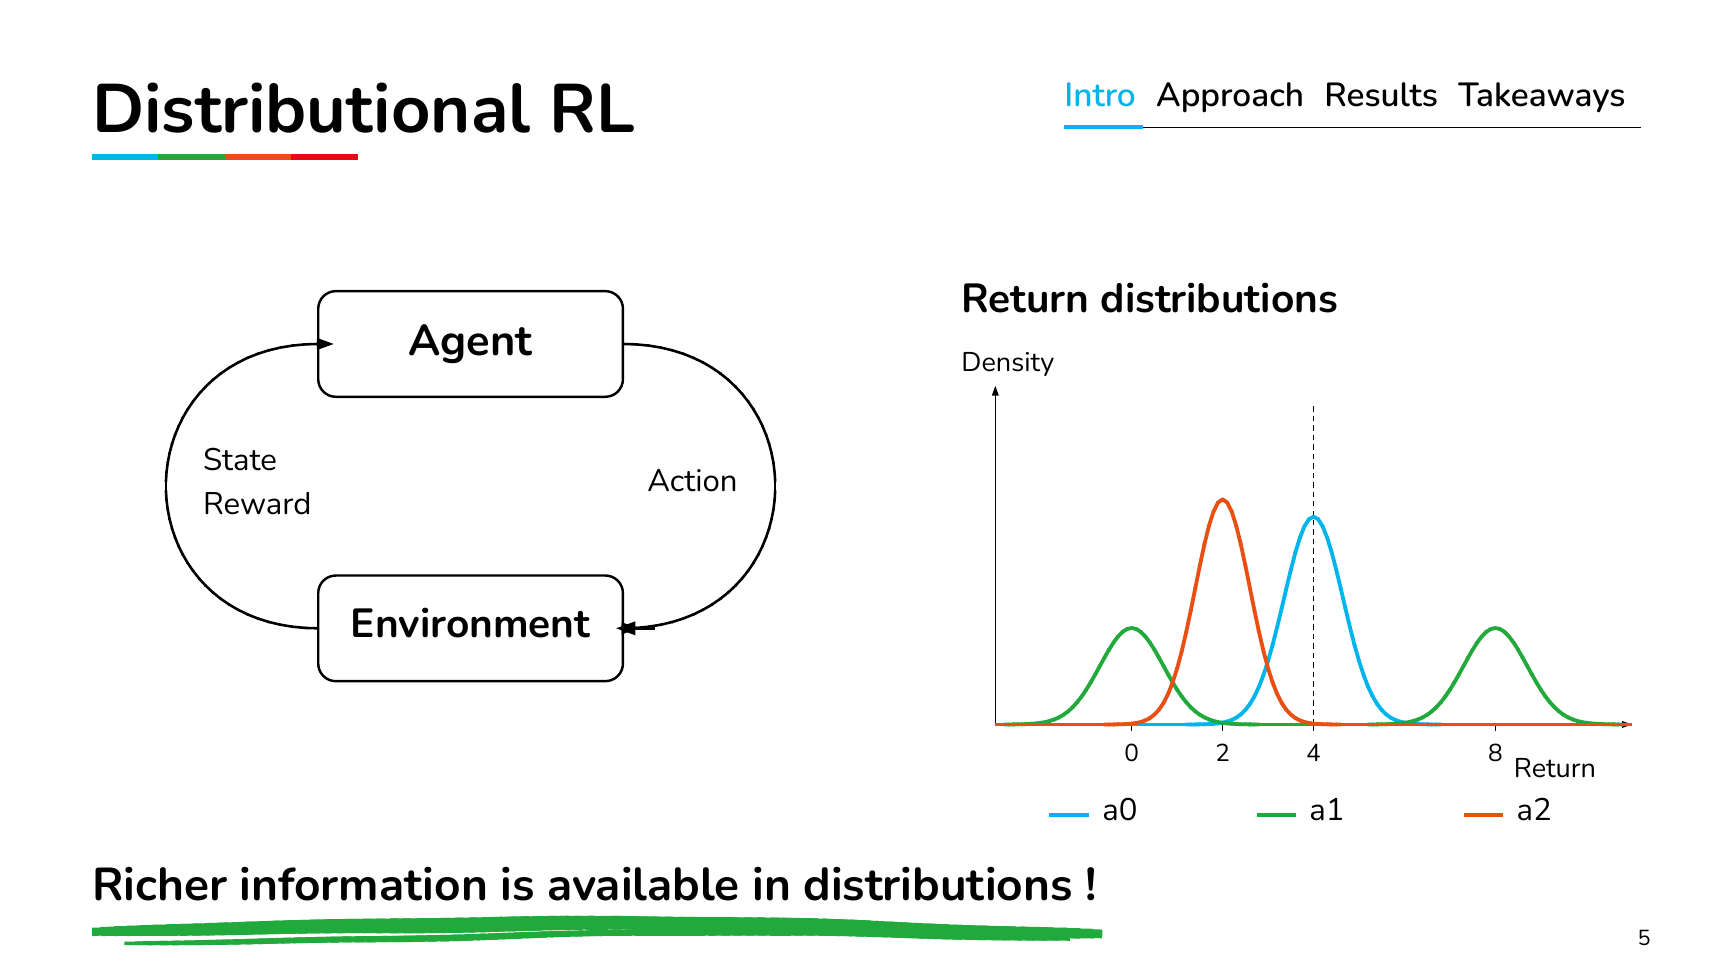 Distributional RL
Intro Approach Results Takeaways
Agent
State
Reward
Action
Environment
Return distributions
Density
0 2 4 8
Return
a0 a1 a2
Richer information is available in distributions !
5